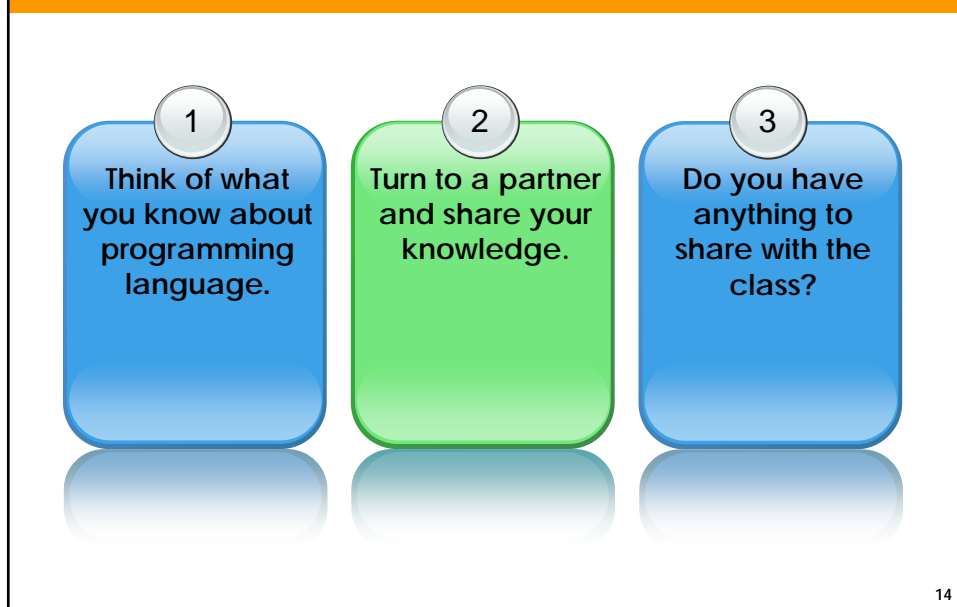 1
Think of what
you know about
programming
language.
2
Turn to a partner
and share your
knowledge.
3
Do you have
anything to
share with the
class?
14